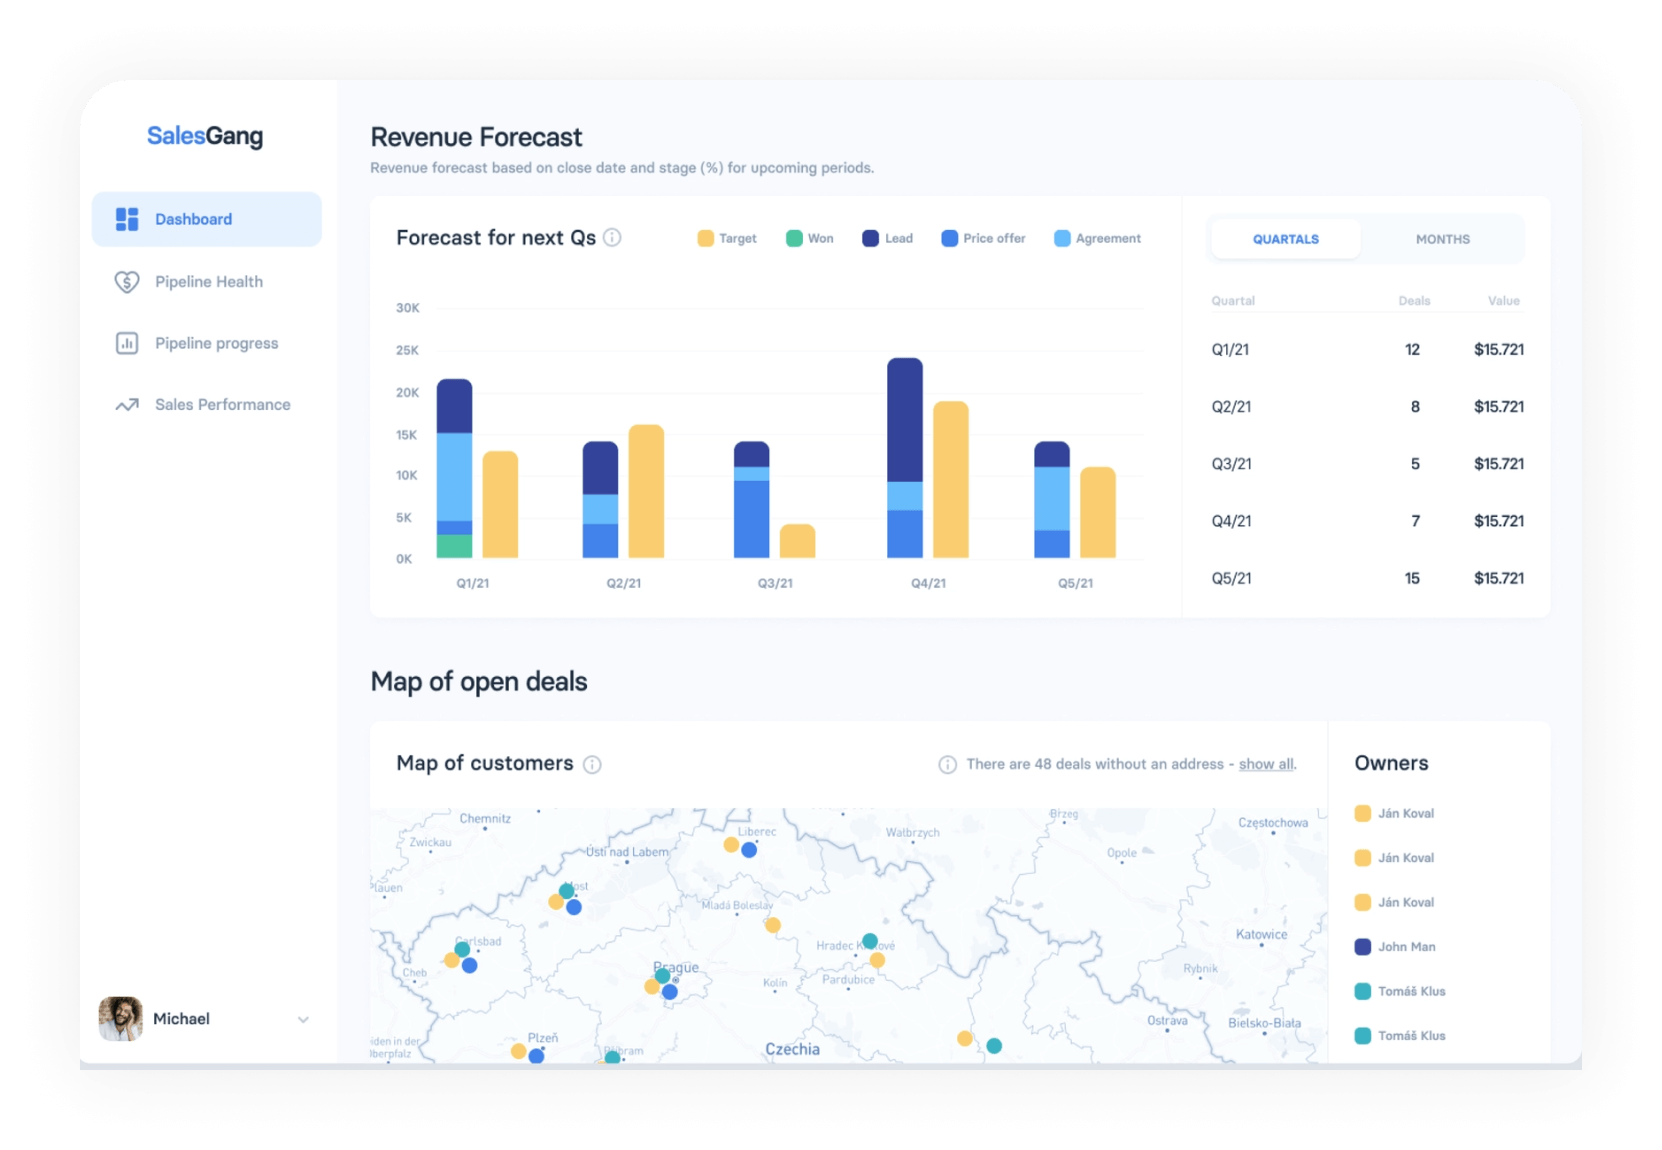 SalesGang
Dashboard
Pipeline Health
Pipeline progress
Sales Performance
Michael
Revenue Forecast
Revenue forecast based on close date and stage (%) for upcoming periods.
Forecast for next Qs
Target Won Lead Price offer Agreement
30K
25K
20K
15K
10K
5K
0K
Q1/21 Q2/21 Q3/21 Q4/21 Q5/21
QUARTALS MONTHS
Quartal Deals Value
Q1/21 12 $15.721
Q2/21 8 $15.721
Q3/21 5 $15.721
Q4/21 7 $15.721
Q5/21 15 $15.721
Map of open deals
Map of customers
There are 48 deals without an address - show all.
Chemnitz
Zwickau
Ústí nad Labem
Liberec
Wałbrzych
Brzeg
Opole
Częstochowa
Mladá Boleslav
Carlsbad
Cheb
Prague
Kolín
Hradec Králové
Pardubice
Katowice
Rybnik
Ostrava
Bielsko-Biała
Plzeň
Příbram
Czechia
Owners
Ján Koval
Ján Koval
Ján Koval
John Man
Tomáš Klus
Tomáš Klus